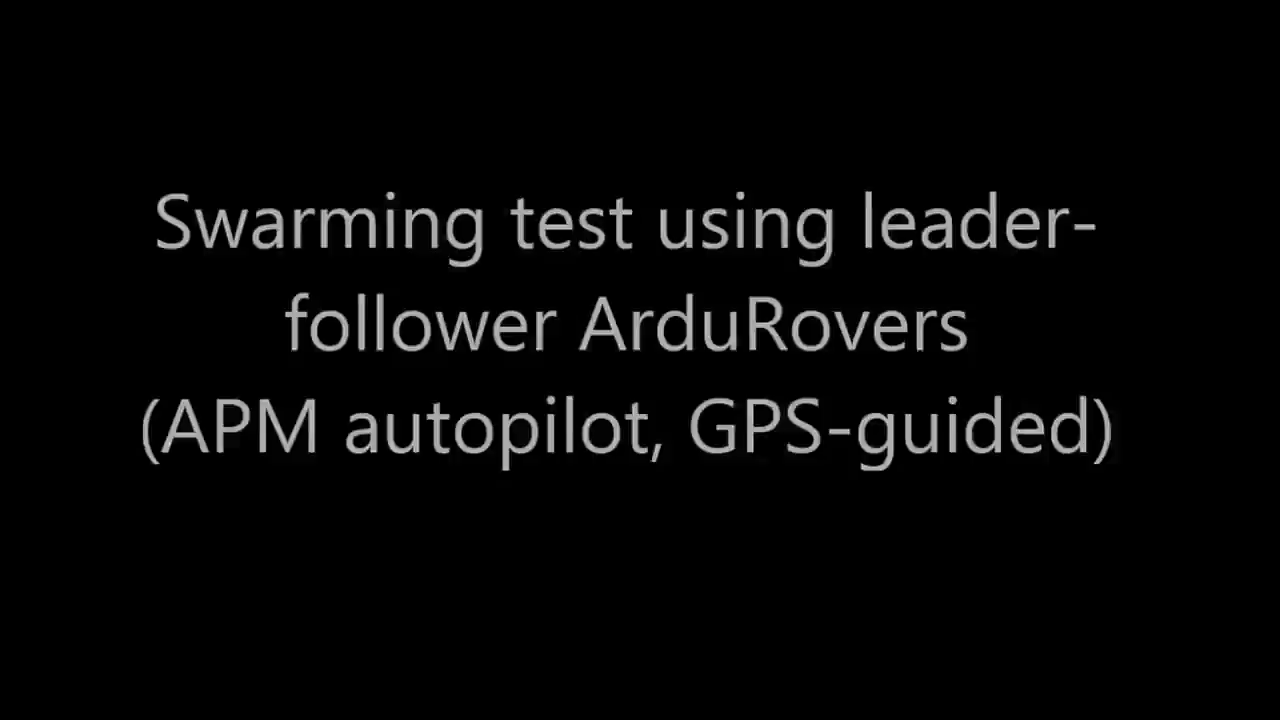 Swarming test using leader-
follower ArduRovers
(APM autopilot, GPS-guided)